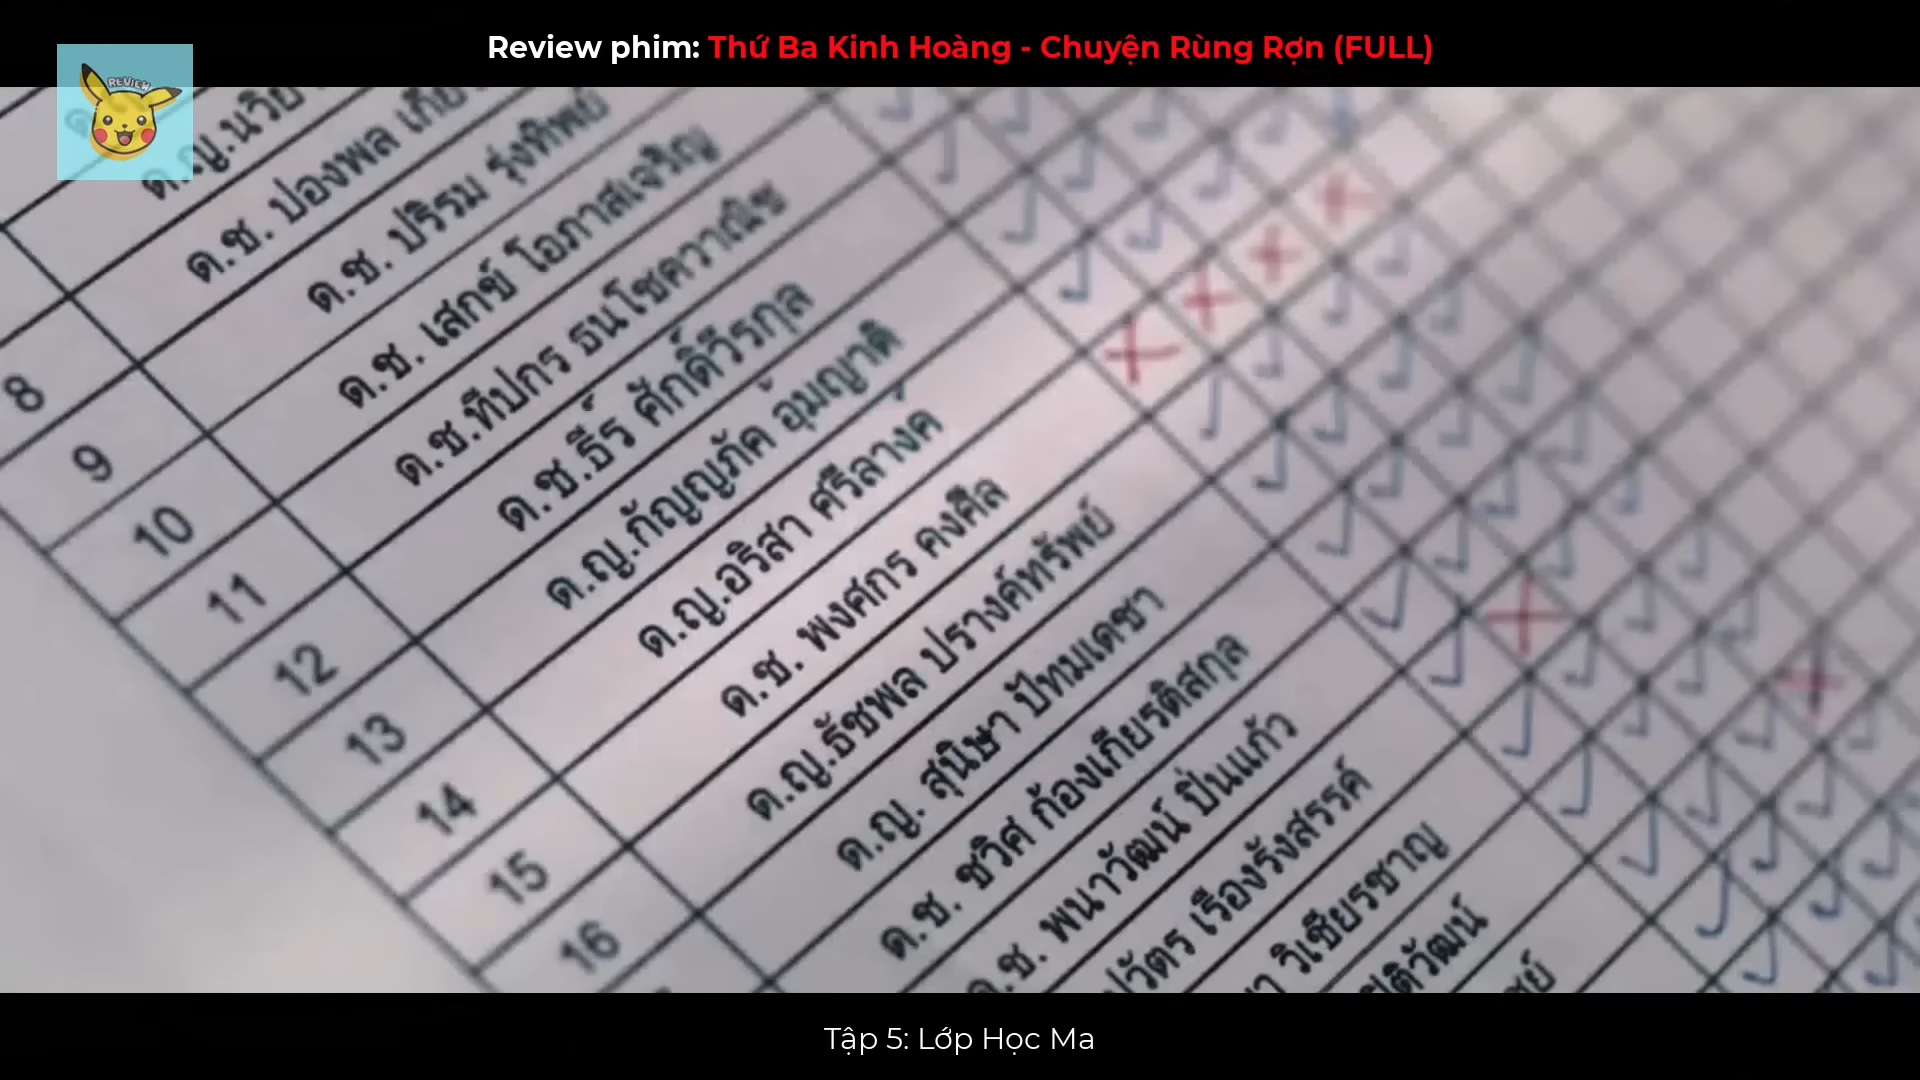 Review phim: Thứ Ba Kinh Hoàng - Chuyện Rùng Rợn (FULL)
REVIEW
ด.ช. ปองพล
8
ด.ช. ปริรม รุ่งทิพย์
9
ด.ช. เสกข์ โอภาสเจริญ
10
ด.ช.ทีปกร ธนโชควาณิช
11
ด.ช.ธีร์ ศักดิ์วีรกุล
12
ด.ญ.กัญญภัค อุ้มญาติ
13
ด.ญ.อริสา ศรีลางค์
14
ด.ช. พงศกร คงศีล
15
ด.ญ.ธัชพล ปรางค์ทรัพย์
16
ด.ญ. สุนิษา ปัทมเดชา
ด.ช. ชวิศ ก้องเกียรติสกุล
ด.ช. พนาวัฒน์ ปิ่นแก้ว
เรืองรังสรรค์
วิเชียรชาญ
Tập 5: Lớp Học Ma